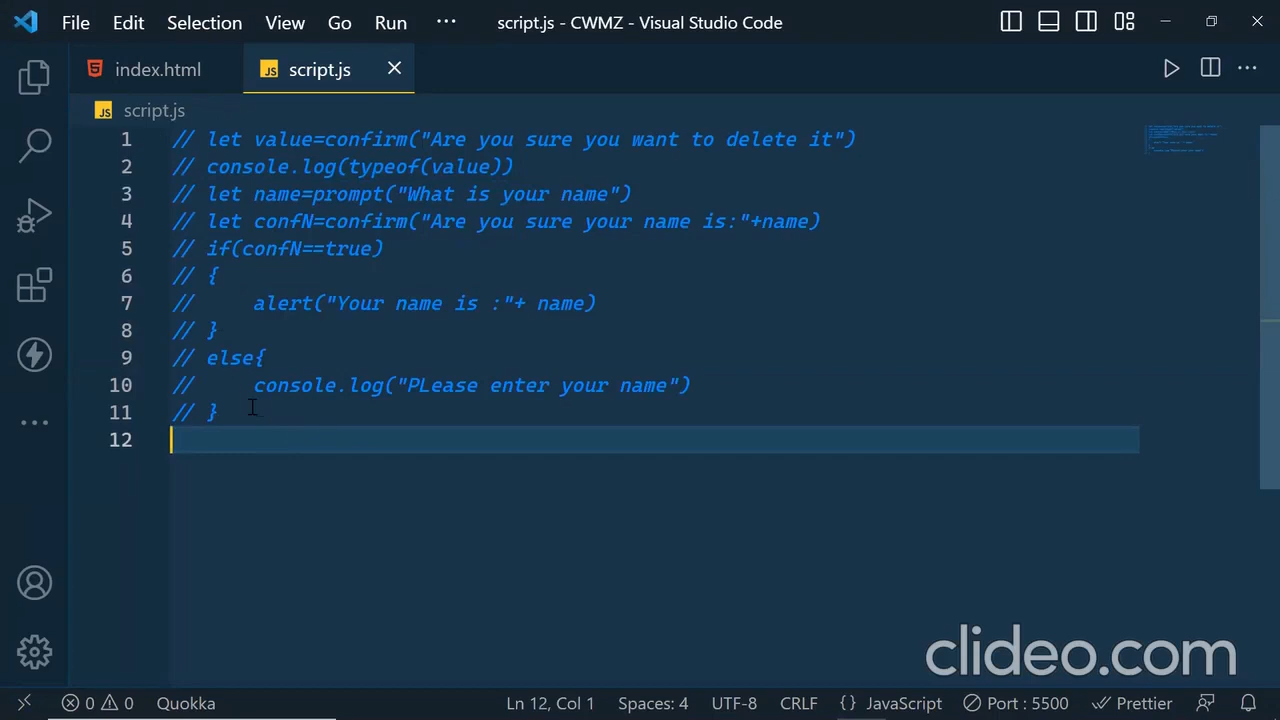 File Edit Selection View Go Run ··· script.js - CWMZ - Visual Studio Code
index.html JS script.js
JS script.js
1 // let value=confirm("Are you sure you want to delete it")
2 // console.log(typeof(value))
3 // let name=prompt("What is your name")
4 // let confN=confirm("Are you sure your name is:"+name)
5 // if(confN==true)
6 // {
7 //     alert("Your name is :"+ name)
8 // }
9 // else{
10 //     console.log("PLease enter your name")
11 // }
12
clideo.com
0 0 Quokka Ln 12, Col 1 Spaces: 4 UTF-8 CRLF {} JavaScript Port : 5500 Prettier